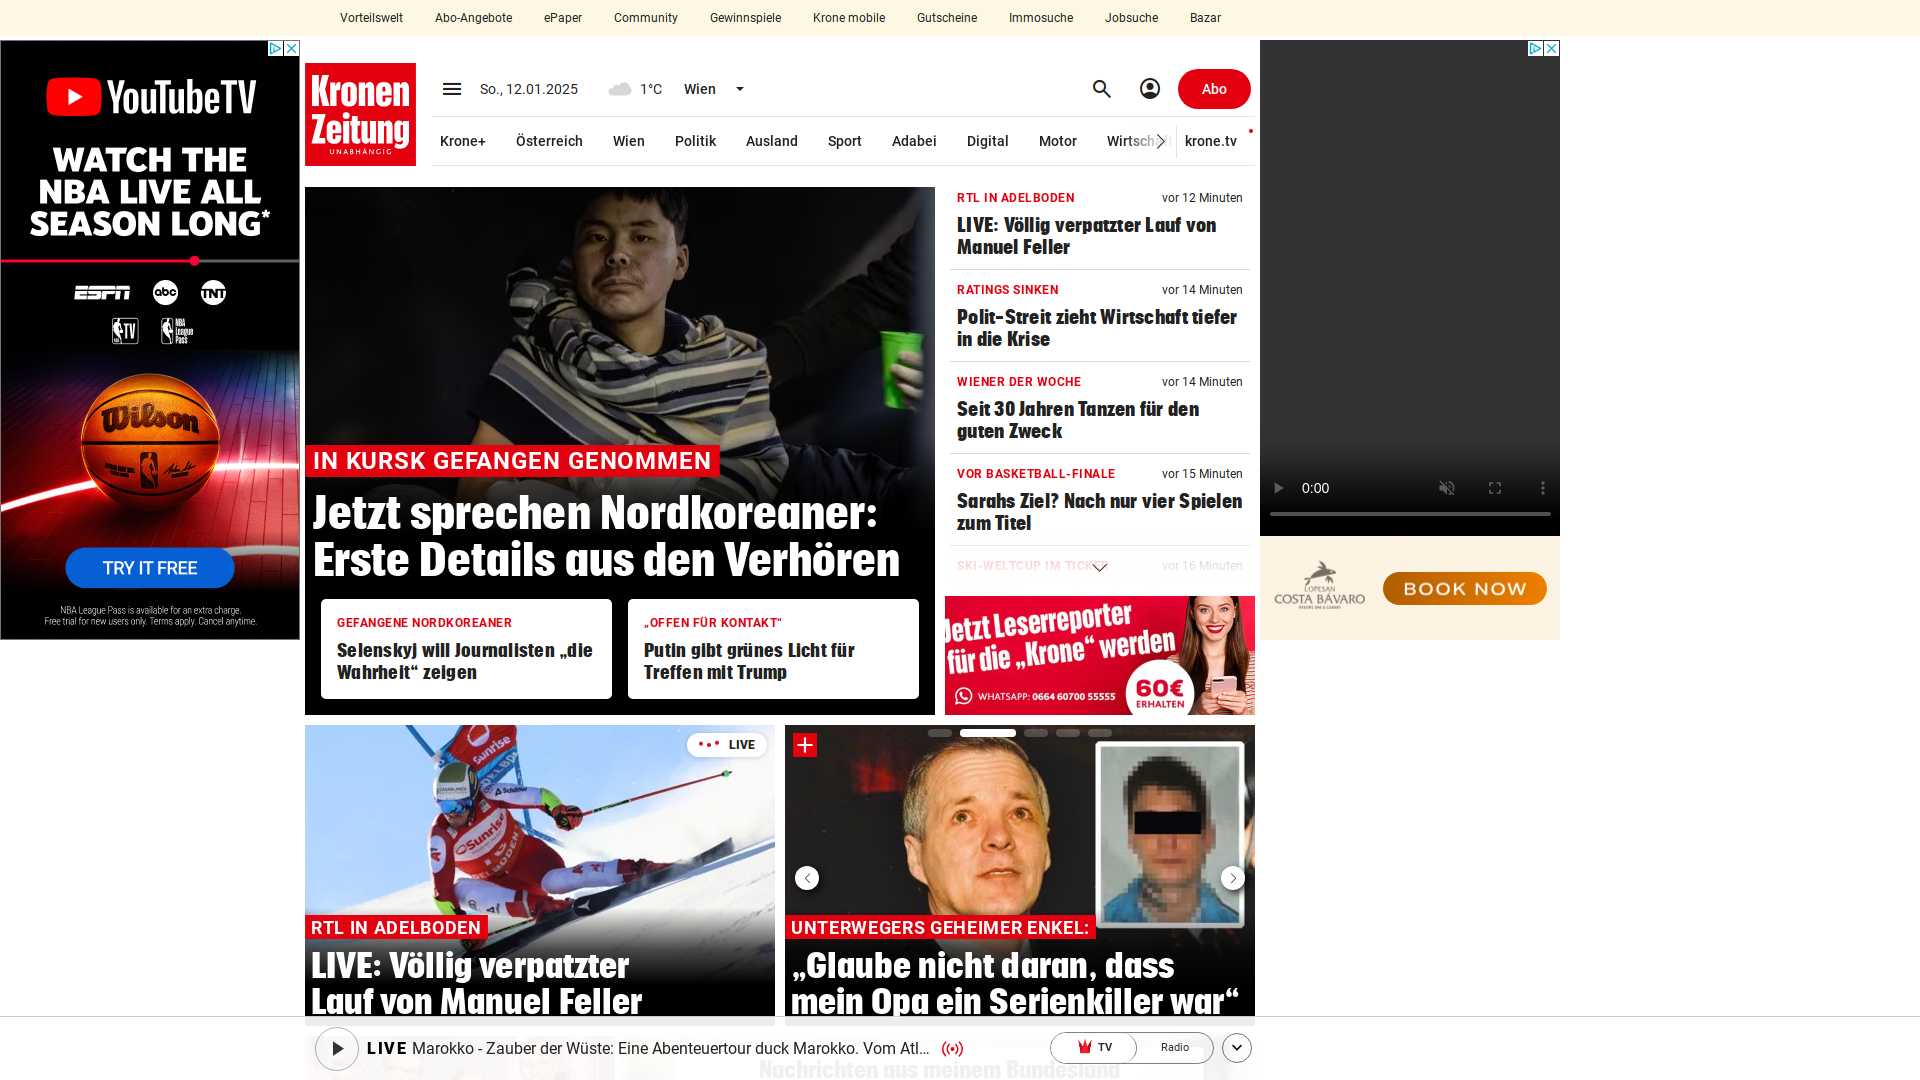 Vorteilswelt
Abo-Angebote
ePaper
Community
Gewinnspiele
Krone mobile
Gutscheine
Immosuche
Jobsuche
Bazar
YouTubeTV
WATCH THE
NBA LIVE ALL
SEASON LONG*
ESPN
abc
TNT
TV
NBA
League
Pass
Wilson
TRY IT FREE
NBA League Pass is available for an extra charge.
Free trial for new users only. Terms apply. Cancel anytime.
Kronen
Zeitung
UNABHÄNGIG
So., 12.01.2025
1°C
Wien
Abo
Krone+
Österreich
Wien
Politik
Ausland
Sport
Adabei
Digital
Motor
Wirtschaft
krone.tv
IN KURSK GEFANGEN GENOMMEN
Jetzt sprechen Nordkoreaner:
Erste Details aus den Verhören
GEFANGENE NORDKOREANER
Selenskyj will Journalisten „die
Wahrheit“ zeigen
„OFFEN FÜR KONTAKT“
Putin gibt grünes Licht für
Treffen mit Trump
RTL IN ADELBODEN
vor 12 Minuten
LIVE: Völlig verpatzter Lauf von
Manuel Feller
RATINGS SINKEN
vor 14 Minuten
Polit-Streit zieht Wirtschaft tiefer
in die Krise
WIENER DER WOCHE
vor 14 Minuten
Seit 30 Jahren Tanzen für den
guten Zweck
VOR BASKETBALL-FINALE
vor 15 Minuten
Sarahs Ziel? Nach nur vier Spielen
zum Titel
SKI-WELTCUP IM TICKER
vor 16 Minuten
Jetzt Leserreporter
für die „Krone“ werden
WHATSAPP: 0664 60700 55555
60€
ERHALTEN
0:00
LOPESAN
COSTA BÁVARO
BOOK NOW
LIVE
Sunrise
RTL IN ADELBODEN
LIVE: Völlig verpatzter
Lauf von Manuel Feller
UNTERWEGERS GEHEIMER ENKEL:
„Glaube nicht daran, dass
mein Opa ein Serienkiller war“
LIVE Marokko - Zauber der Wüste: Eine Abenteuertour duck Marokko. Vom Atl…
TV
Radio
Nachrichten aus meinem Bundesland